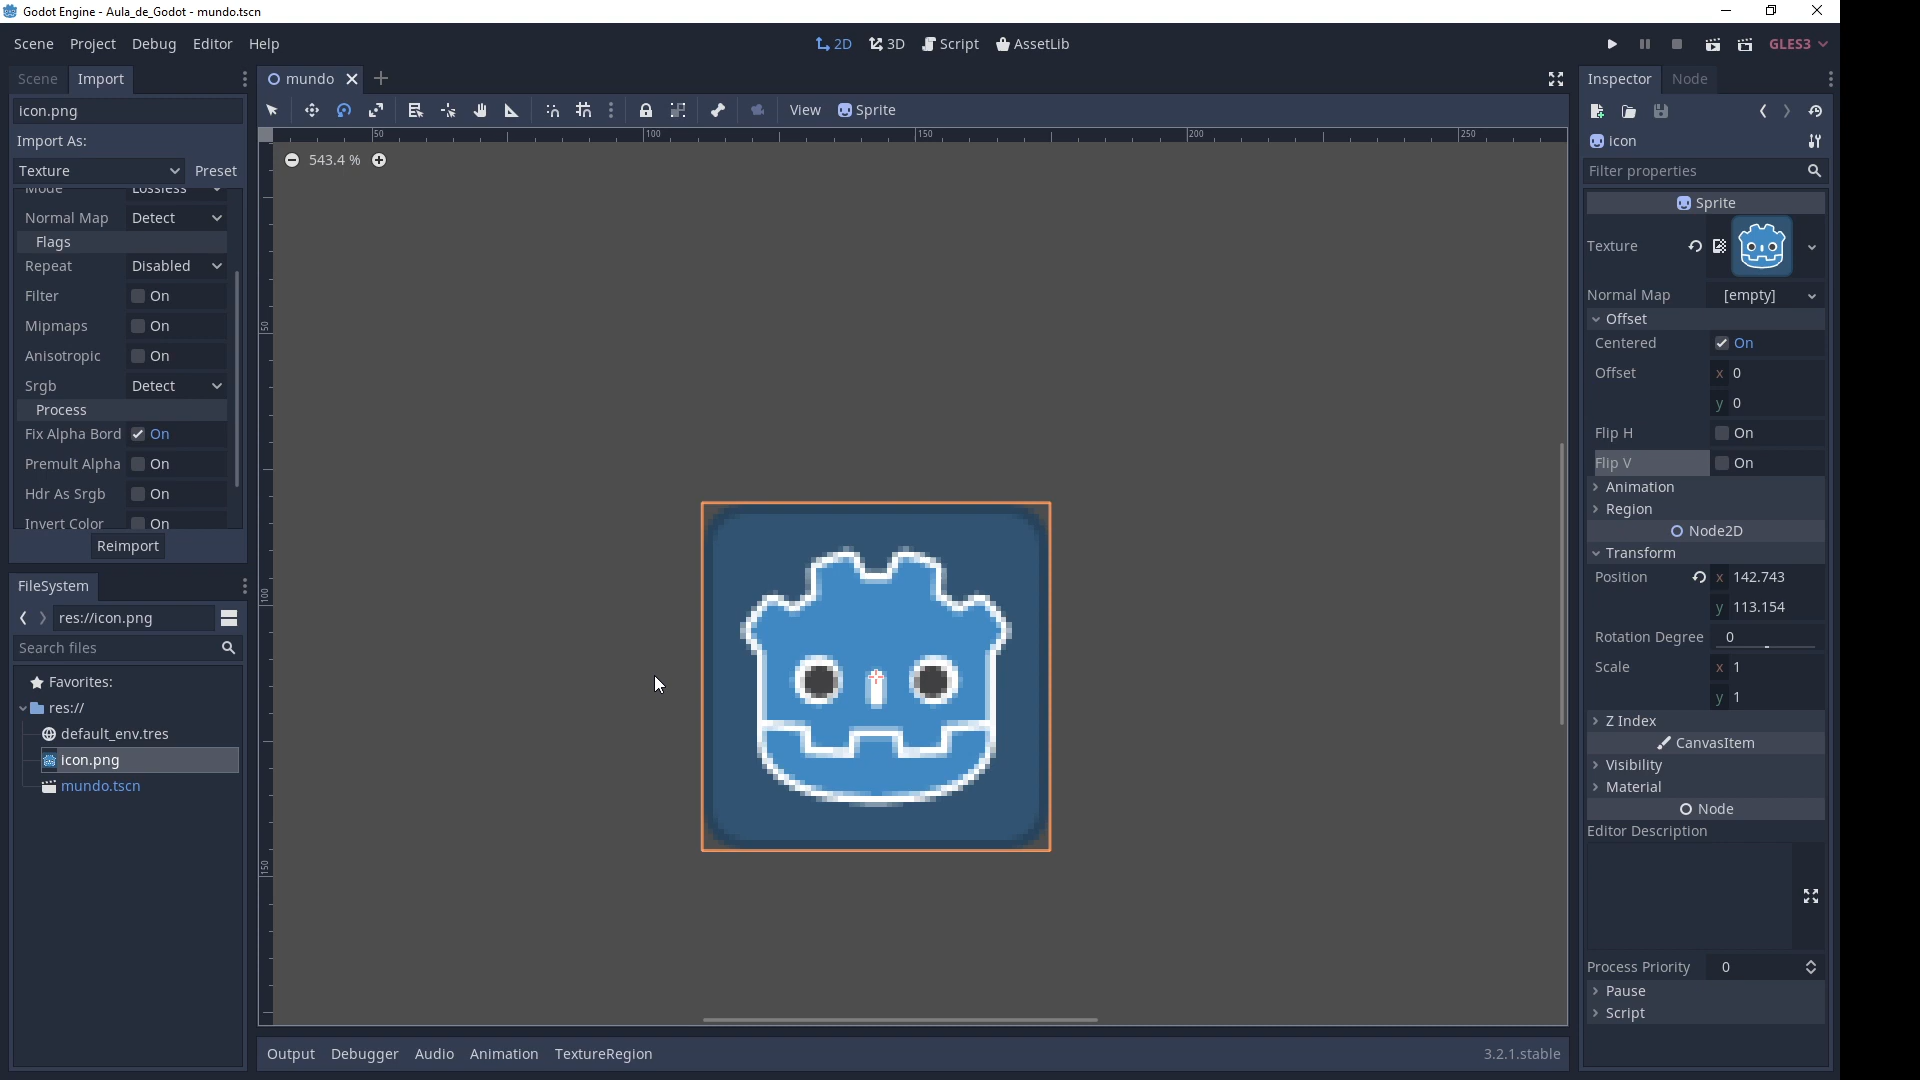 Godot Engine - Aula_de_Godot - mundo.tscn
Scene Project Debug Editor Help
2D 3D Script AssetLib
GLES3
Scene Import
icon.png
Import As:
Texture Preset
Mode Lossless
Normal Map Detect
Flags
Repeat Disabled
Filter On
Mipmaps On
Anisotropic On
Srgb Detect
Process
Fix Alpha Bord On
Premult Alpha On
Hdr As Srgb On
Invert Color On
Reimport
FileSystem
res://icon.png
Search files
Favorites:
res://
default_env.tres
icon.png
mundo.tscn
mundo
View Sprite
50 100 150 200 250
543.4 %
50
100
150
Output Debugger Audio Animation TextureRegion
3.2.1.stable
Inspector Node
icon
Filter properties
Sprite
Texture
Normal Map [empty]
Offset
Centered On
Offset x 0
y 0
Flip H On
Flip V On
Animation
Region
Node2D
Transform
Position x 142.743
y 113.154
Rotation Degree 0
Scale x 1
y 1
Z Index
CanvasItem
Visibility
Material
Node
Editor Description
Process Priority 0
Pause
Script